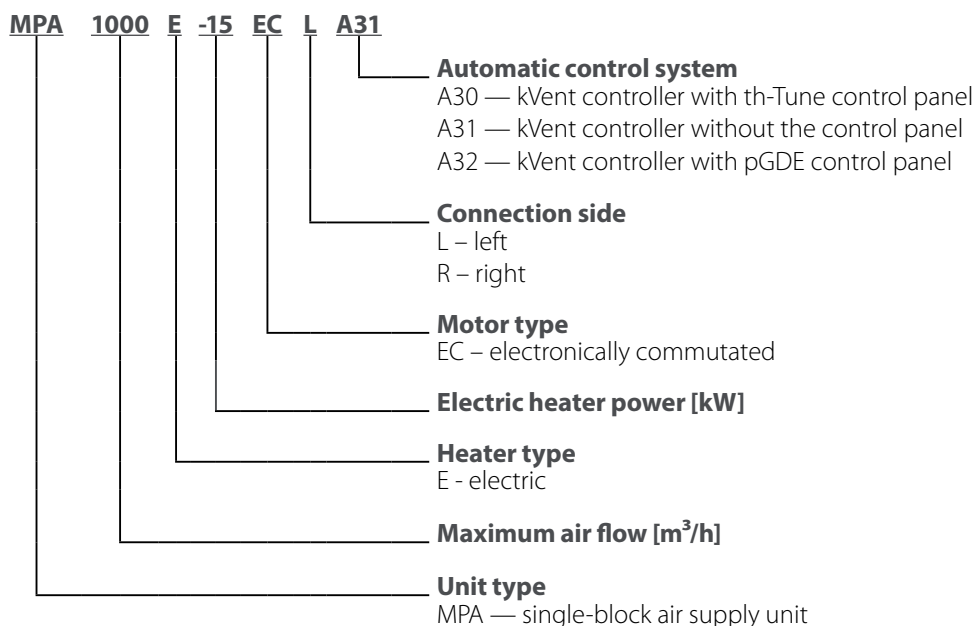 MPA 1000 E -15 EC L A31
Automatic control system
A30 — kVent controller with th-Tune control panel
A31 — kVent controller without the control panel
A32 — kVent controller with pGDE control panel
Connection side
L – left
R – right
Motor type
EC – electronically commutated
Electric heater power [kW]
Heater type
E - electric
Maximum air flow [m³/h]
Unit type
MPA — single-block air supply unit